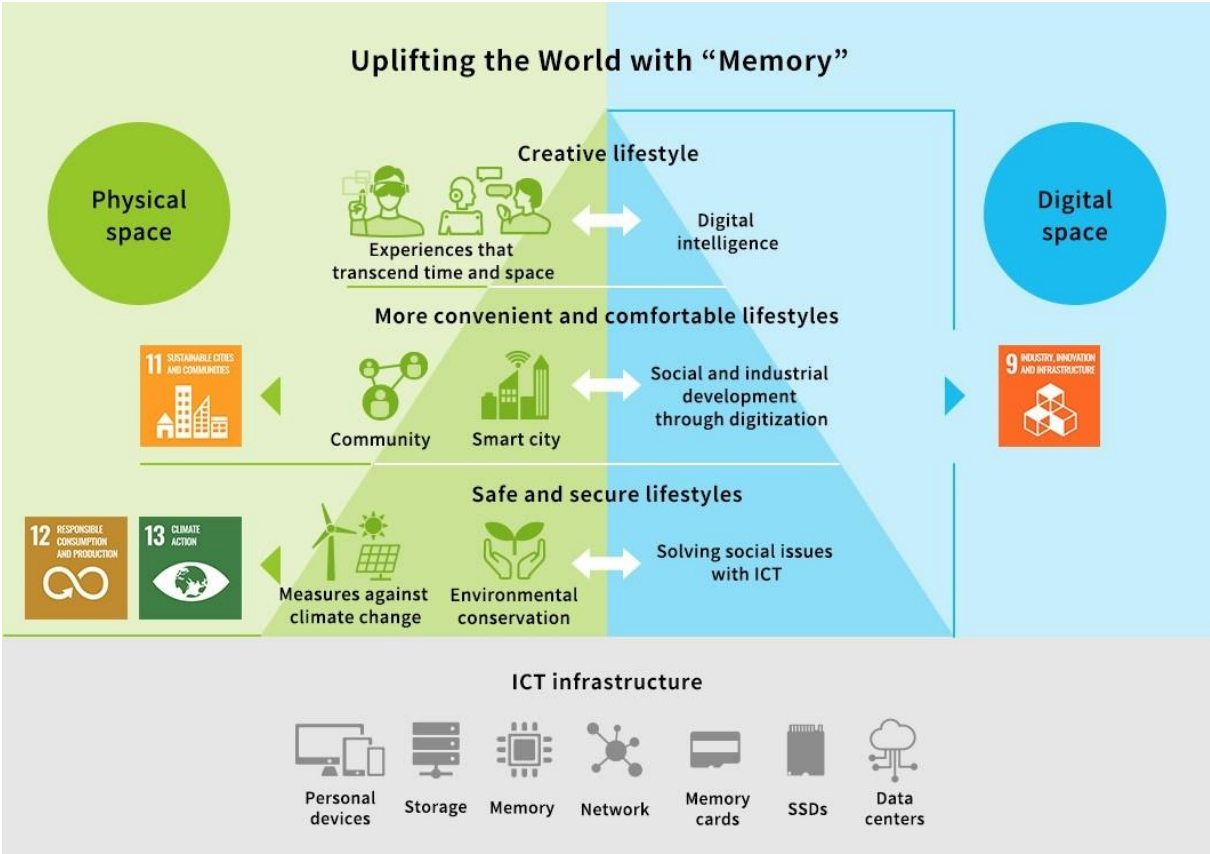 Uplifting the World with “Memory”
Physical
space
Digital
space
Creative lifestyle
Experiences that
transcend time and space
Digital
intelligence
More convenient and comfortable lifestyles
11 SUSTAINABLE CITIES
AND COMMUNITIES
Community
Smart city
Social and industrial
development
through digitization
9 INDUSTRY, INNOVATION
AND INFRASTRUCTURE
Safe and secure lifestyles
12 RESPONSIBLE
CONSUMPTION
AND PRODUCTION
13 CLIMATE
ACTION
Measures against
climate change
Environmental
conservation
Solving social issues
with ICT
ICT infrastructure
Personal
devices
Storage
Memory
Network
Memory
cards
SSDs
Data
centers